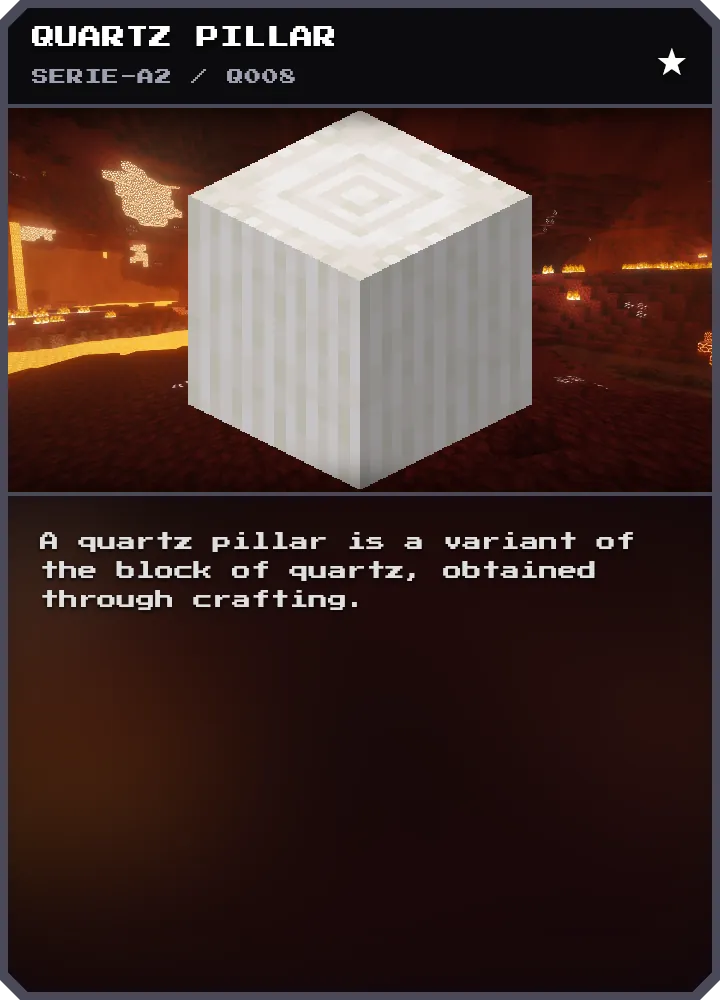 QUARTZ PILLAR
SERIE-A2 / Q008
A quartz pillar is a variant of
the block of quartz, obtained
through crafting.